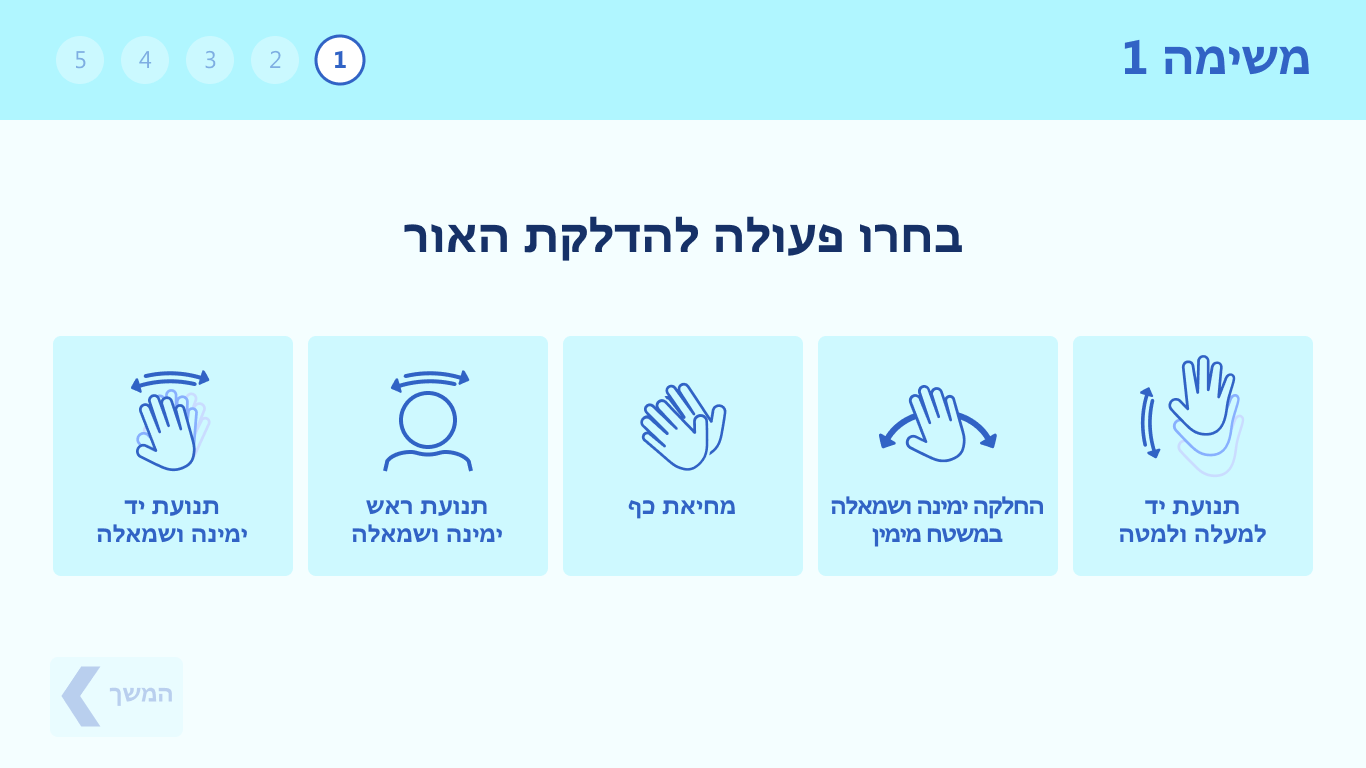 משימה 1
1 2 3 4 5
בחרו פעולה להדלקת האור
תנועת יד
למעלה ולמטה
החלקה ימינה ושמאלה
במשטח מימין
מחיאת כף
תנועת ראש
ימינה ושמאלה
תנועת יד
ימינה ושמאלה
המשך